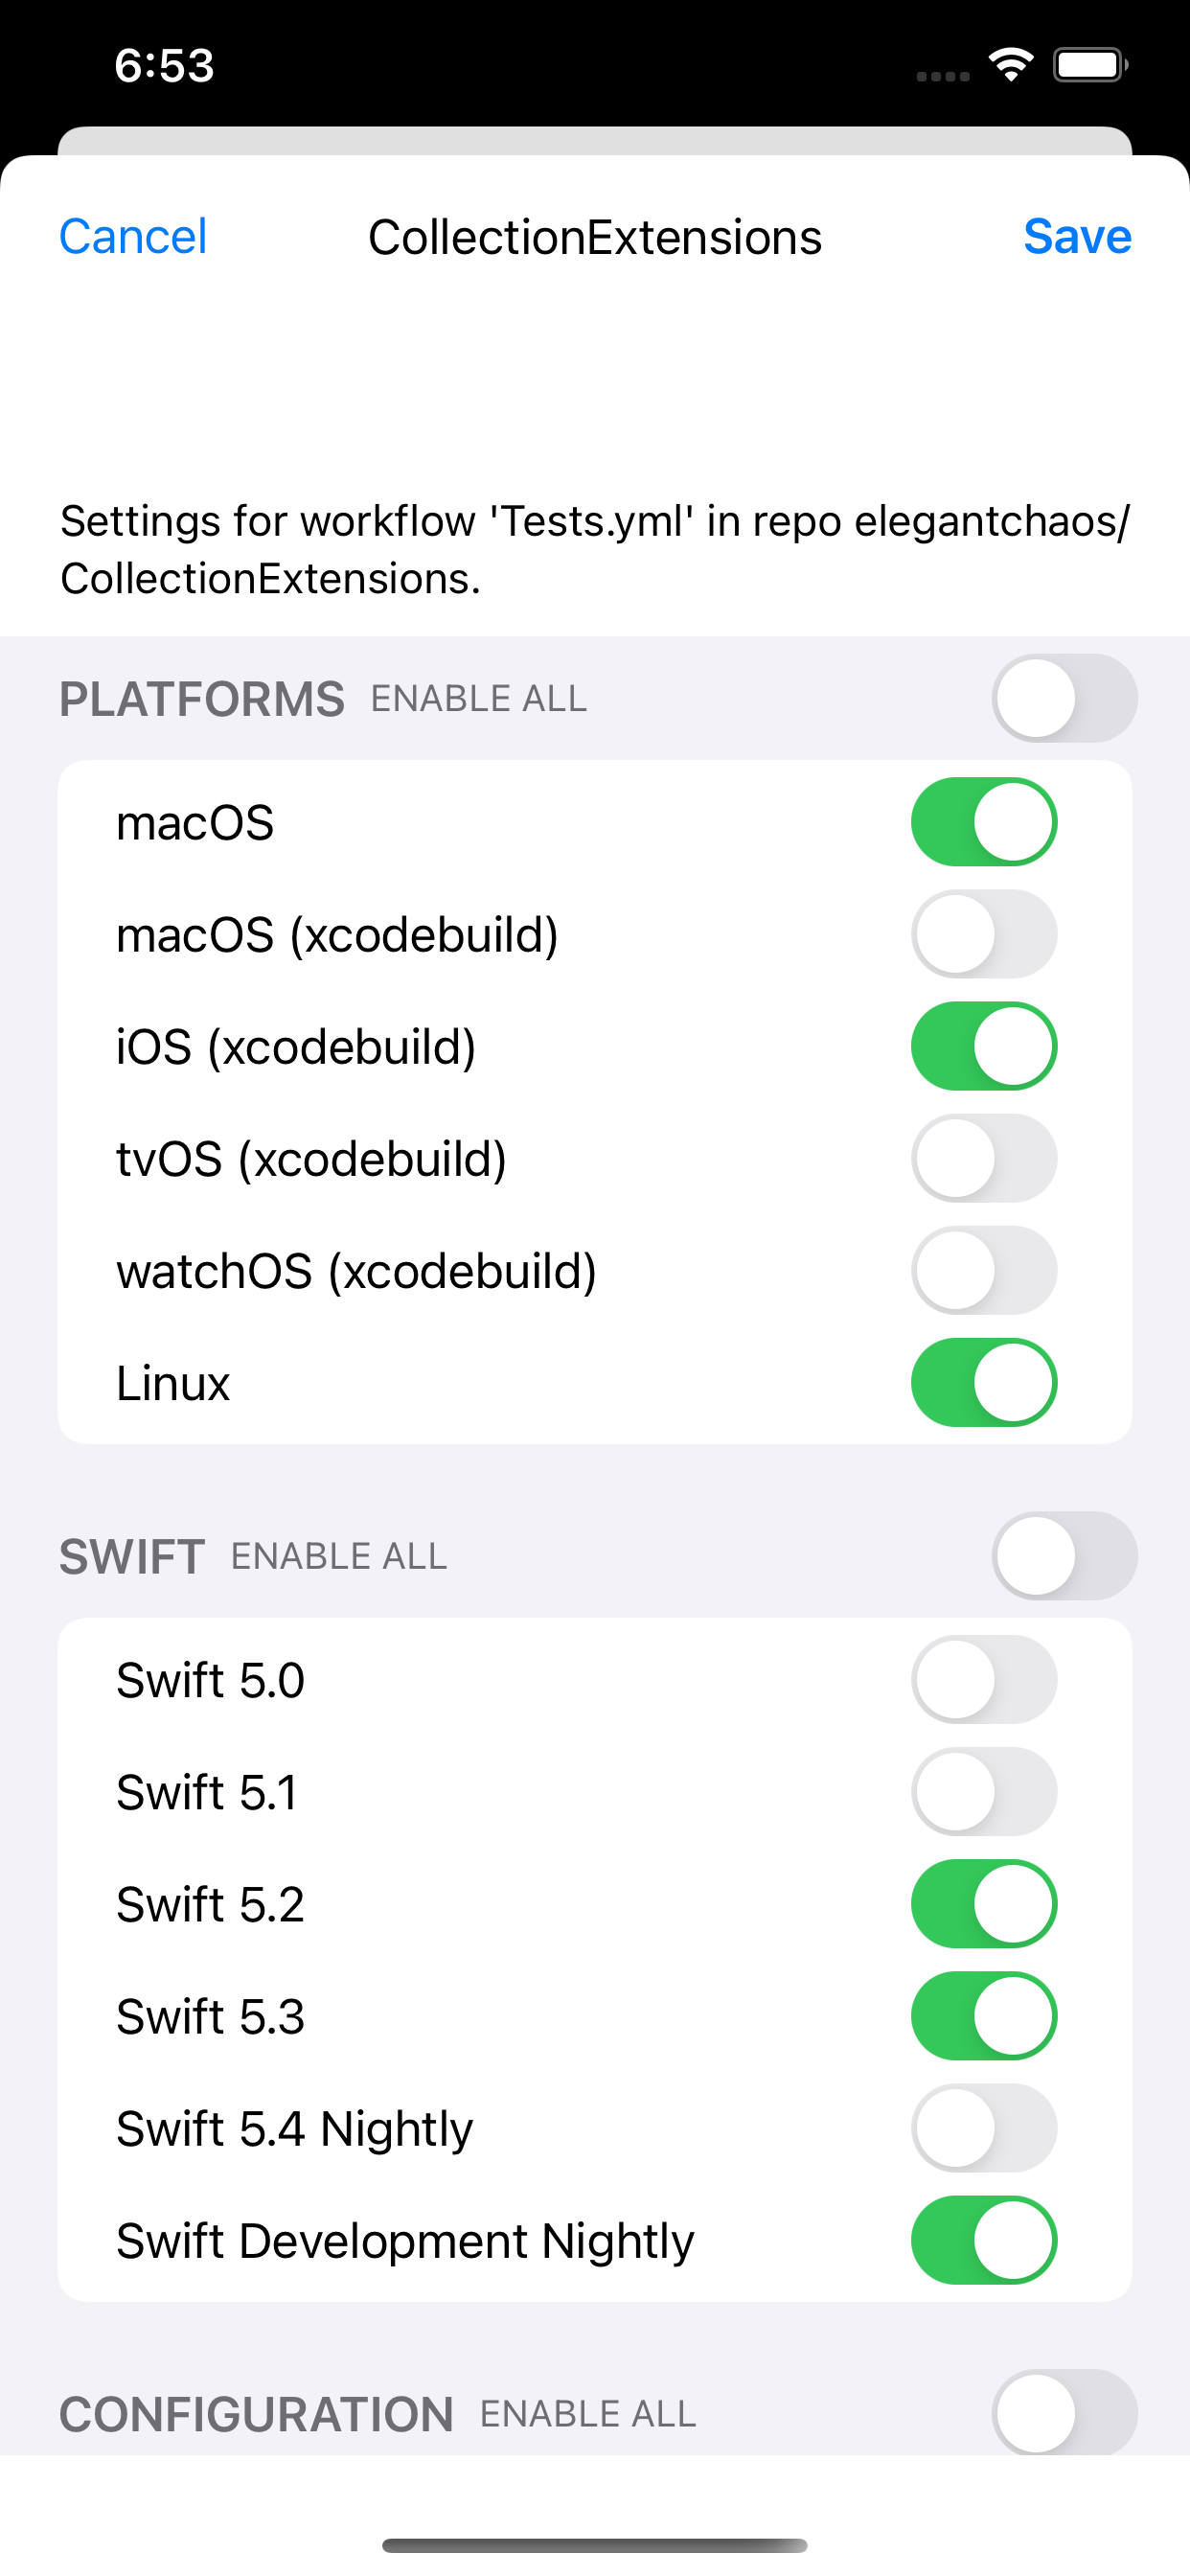 6:53
Cancel CollectionExtensions Save
Settings for workflow 'Tests.yml' in repo elegantchaos/
CollectionExtensions.
PLATFORMS ENABLE ALL
macOS
macOS (xcodebuild)
iOS (xcodebuild)
tvOS (xcodebuild)
watchOS (xcodebuild)
Linux
SWIFT ENABLE ALL
Swift 5.0
Swift 5.1
Swift 5.2
Swift 5.3
Swift 5.4 Nightly
Swift Development Nightly
CONFIGURATION ENABLE ALL